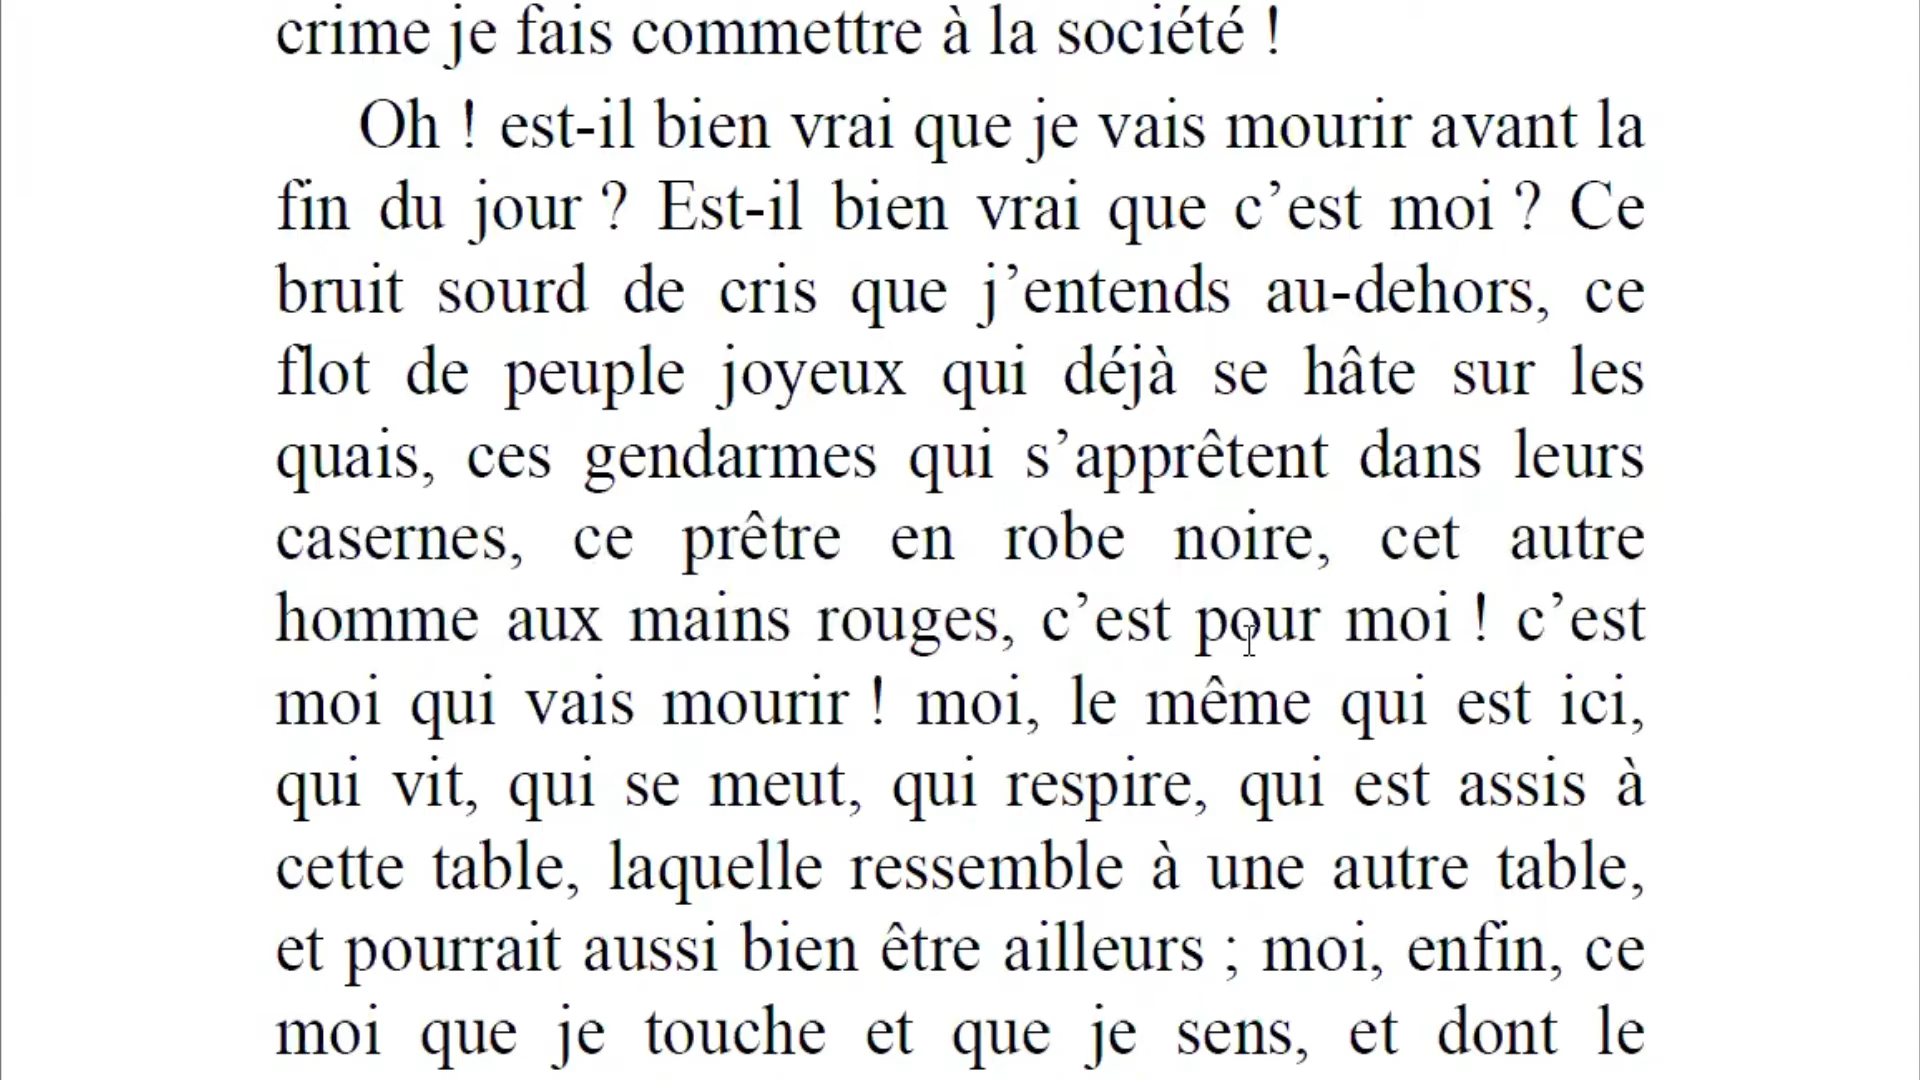 crime je fais commettre à la société !
Oh ! est-il bien vrai que je vais mourir avant la
fin du jour ? Est-il bien vrai que c’est moi ? Ce
bruit sourd de cris que j’entends au-dehors, ce
flot de peuple joyeux qui déjà se hâte sur les
quais, ces gendarmes qui s’apprêtent dans leurs
casernes, ce prêtre en robe noire, cet autre
homme aux mains rouges, c’est pour moi ! c’est
moi qui vais mourir ! moi, le même qui est ici,
qui vit, qui se meut, qui respire, qui est assis à
cette table, laquelle ressemble à une autre table,
et pourrait aussi bien être ailleurs ; moi, enfin, ce
moi que je touche et que je sens, et dont le